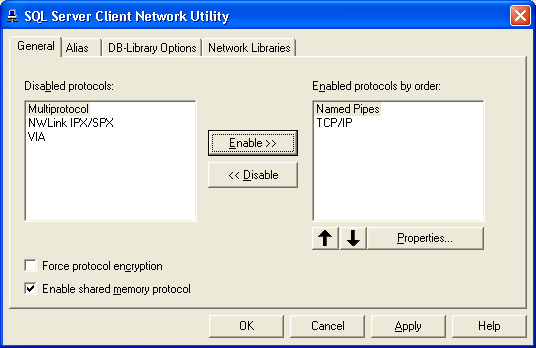 SQL Server Client Network Utility
General
Alias
DB-Library Options
Network Libraries
Disabled protocols:
Enabled protocols by order:
Multiprotocol
NWLink IPX/SPX
VIA
Enable >>
<< Disable
Named Pipes
TCP/IP
Properties...
Force protocol encryption
Enable shared memory protocol
OK
Cancel
Apply
Help